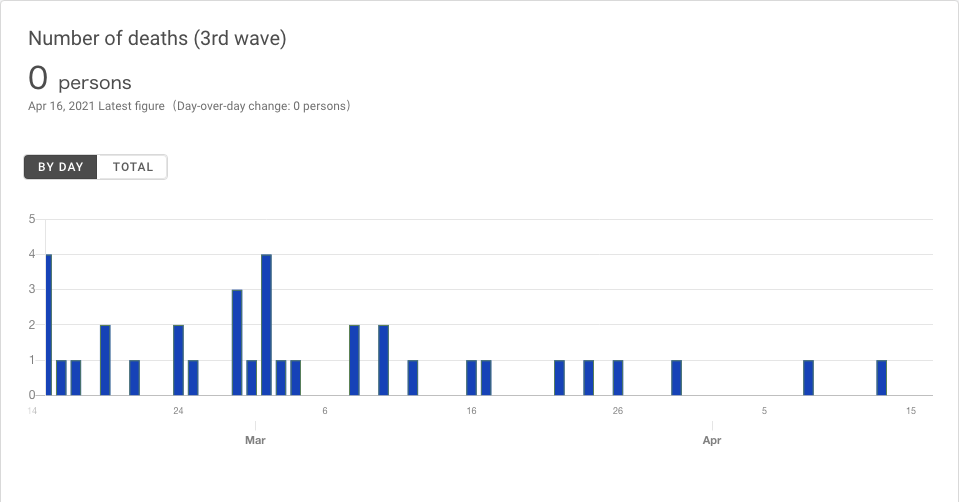 Number of deaths (3rd wave)
0 persons
Apr 16, 2021 Latest figure (Day-over-day change: 0 persons)
BY DAY TOTAL
5
4
3
2
1
0
14 24 6 16 26 5 15
Mar Apr